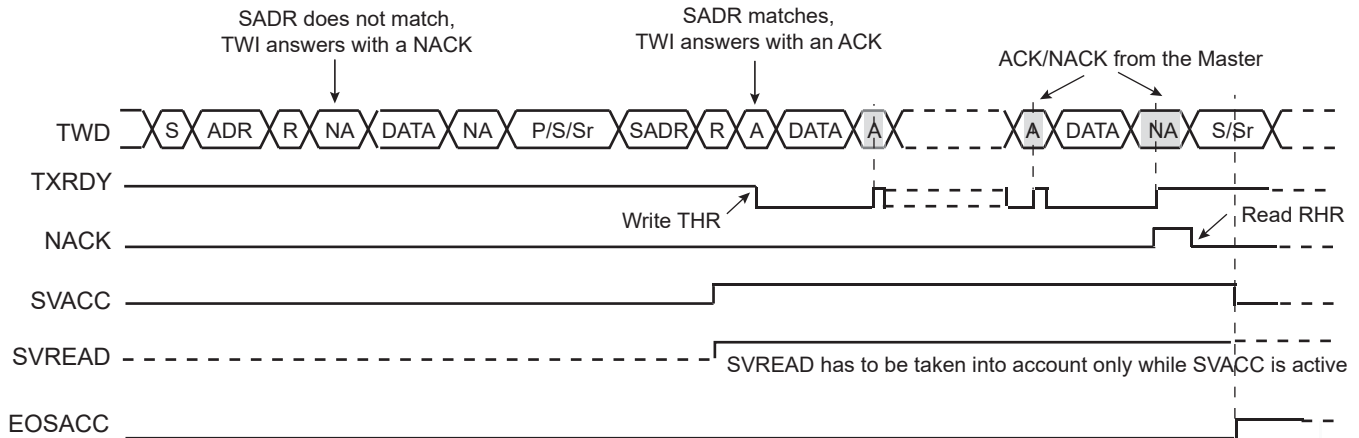 SADR does not match,
TWI answers with a NACK
SADR matches,
TWI answers with an ACK
ACK/NACK from the Master
TWD S ADR R NA DATA NA P/S/Sr SADR R A DATA A A DATA NA S/Sr
TXRDY
Write THR
Read RHR
NACK
SVACC
SVREAD
SVREAD has to be taken into account only while SVACC is active
EOSACC